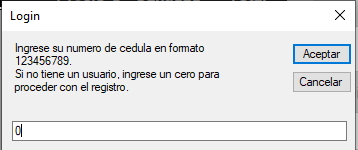 Login
Ingrese su numero de cedula en formato
123456789.
Si no tiene un usuario, ingrese un cero para
proceder con el registro.
Aceptar
Cancelar
0